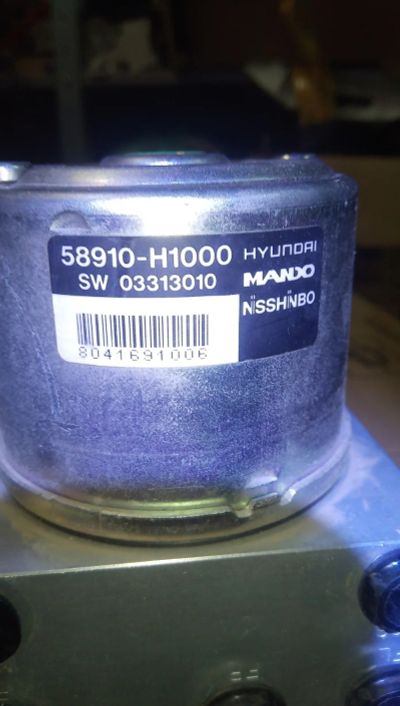 58910-H1000
SW 03313010
8041691006
HYUNDAI
MANDO
NiSSHiNBO